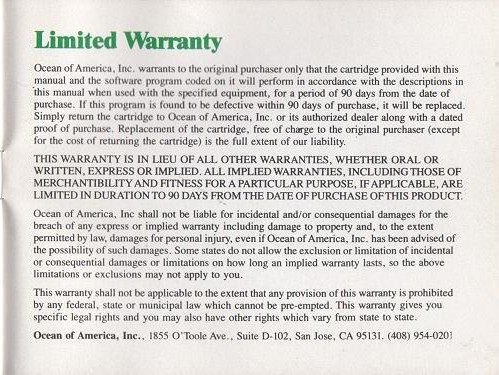 Limited Warranty
Ocean of America, Inc. warrants to the original purchaser only that the cartridge provided with this
manual and the software program coded on it will perform in accordance with the descriptions in
this manual when used with the specified equipment, for a period of 90 days from the date of
purchase. If this program is found to be defective within 90 days of purchase, it will be replaced.
Simply return the cartridge to Ocean of America, Inc. or its authorized dealer along with a dated
proof of purchase. Replacement of the cartridge, free of charge to the original purchaser (except
for the cost of returning the cartridge) is the full extent of our liability.
THIS WARRANTY IS IN LIEU OF ALL OTHER WARRANTIES, WHETHER ORAL OR
WRITTEN, EXPRESS OR IMPLIED. ALL IMPLIED WARRANTIES, INCLUDING THOSE OF
MERCHANTIBILITY AND FITNESS FOR A PARTICULAR PURPOSE, IF APPLICABLE, ARE
LIMITED IN DURATION TO 90 DAYS FROM THE DATE OF PURCHASE OF THIS PRODUCT.
Ocean of America, Inc shall not be liable for incidental and/or consequential damages for the
breach of any express or implied warranty including damage to property and, to the extent
permitted by law, damages for personal injury, even if Ocean of America, Inc. has been advised of
the possibility of such damages. Some states do not allow the exclusion or limitation of incidental
or consequential damages or limitations on how long an implied warranty lasts, so the above
limitations or exclusions may not apply to you.
This warranty shall not be applicable to the extent that any provision of this warranty is prohibited
by any federal, state or municipal law which cannot be pre-empted. This warranty gives you
specific legal rights and you may also have other rights which vary from state to state.
Ocean of America, Inc., 1855 O'Toole Ave., Suite D-102, San Jose, CA 95131. (408) 954-0201